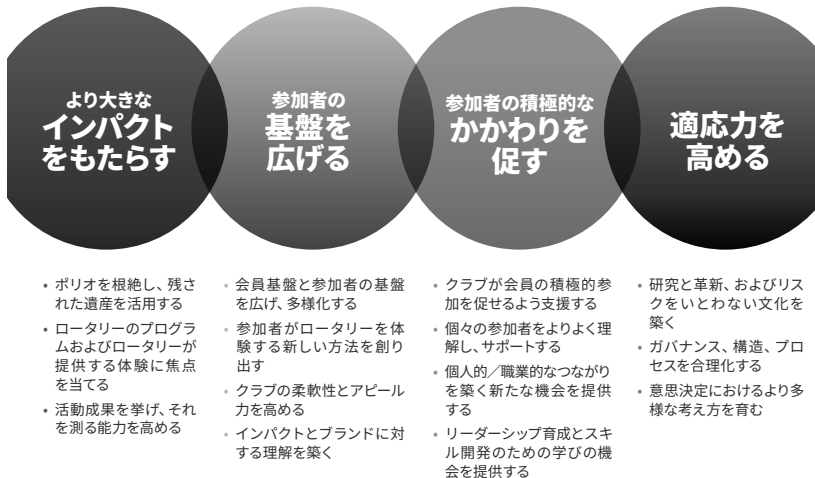 より大きな
インパクト
をもたらす
参加者の
基盤を
広げる
参加者の積極的な
かかわりを
促す
適応力を
高める
• ポリオを根絶し、残さ
れた遺産を活用する
• ロータリーのプログラ
ムおよびロータリーが
提供する体験に焦点
を当てる
• 活動成果を挙げ、それ
を測る能力を高める
• 会員基盤と参加者の基盤
を広げ、多様化する
• 参加者がロータリーを体
験する新しい方法を創り
出す
• クラブの柔軟性とアピール
力を高める
• インパクトとブランドに対
する理解を築く
• クラブが会員の積極的参
加を促せるよう支援する
• 個々の参加者をよりよく理
解し、サポートする
• 個人的／職業的なつながり
を築く新たな機会を提供
する
• リーダーシップ育成とスキ
ル開発のための学びの機
会を提供する
• 研究と革新、およびリス
クをいとわない文化を
築く
• ガバナンス、構造、プロ
セスを合理化する
• 意思決定におけるより多
様な考え方を育む